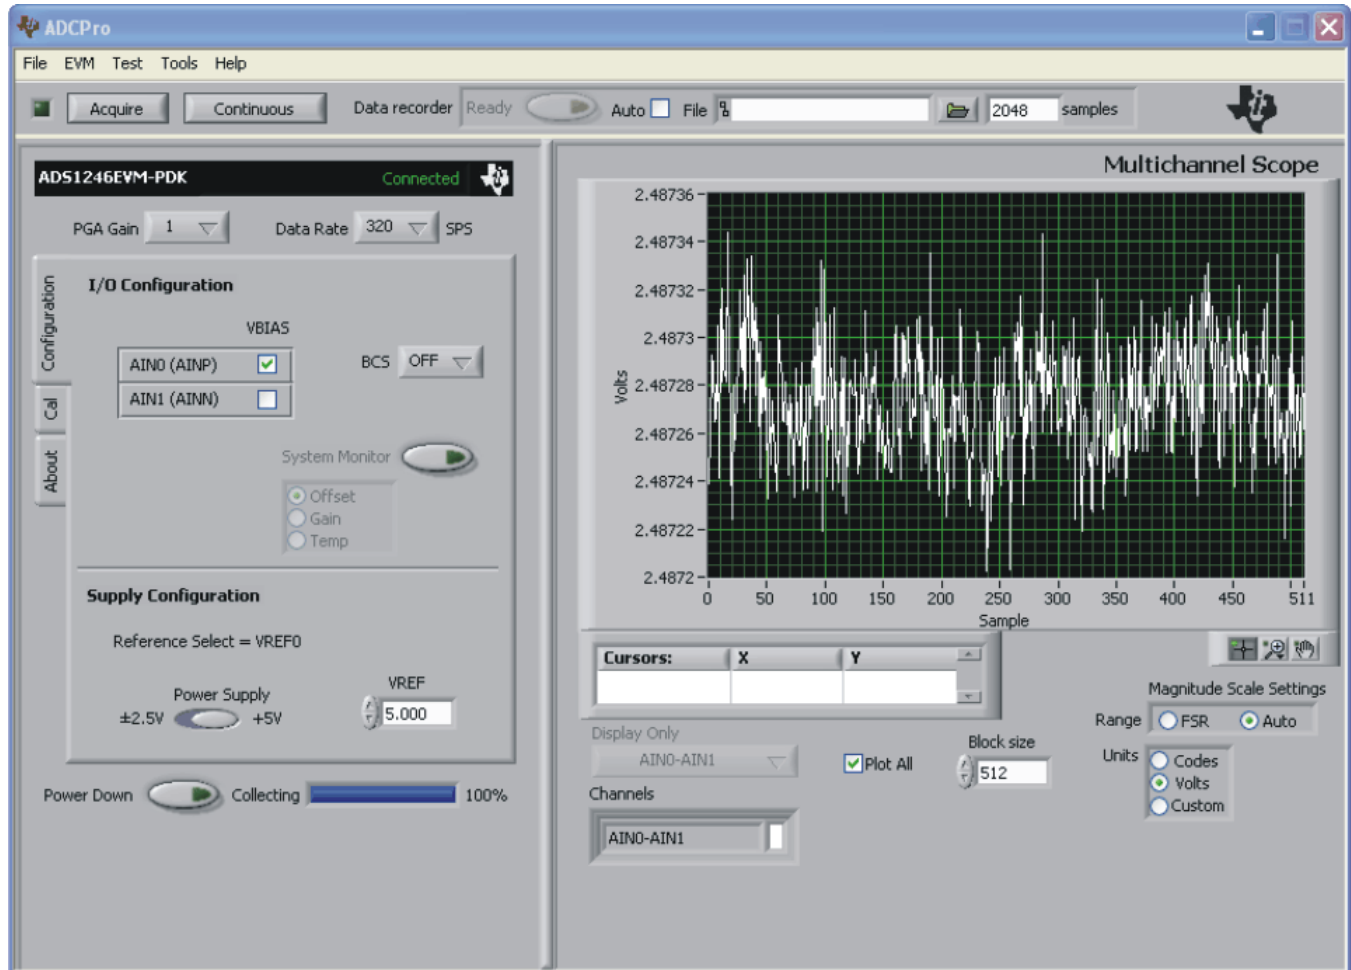 ADCPro
File EVM Test Tools Help
Acquire Continuous Data recorder Ready Auto File 2048 samples
ADS1246EVM-PDK Connected
PGA Gain 1 Data Rate 320 SPS
Configuration
Cal
About
I/O Configuration
VBIAS
AIN0 (AINP)
AIN1 (AINN)
BCS OFF
System Monitor
Offset
Gain
Temp
Supply Configuration
Reference Select = VREF0
Power Supply
±2.5V +5V
VREF
5.000
Power Down Collecting 100%
Multichannel Scope
Volts
2.48736
2.48734
2.48732
2.4873
2.48728
2.48726
2.48724
2.48722
2.4872
0 50 100 150 200 250 300 350 400 450 511
Sample
Cursors: X Y
Display Only
AIN0-AIN1
Plot All
Block size
512
Channels
AIN0-AIN1
Magnitude Scale Settings
Range FSR Auto
Units Codes
Volts
Custom